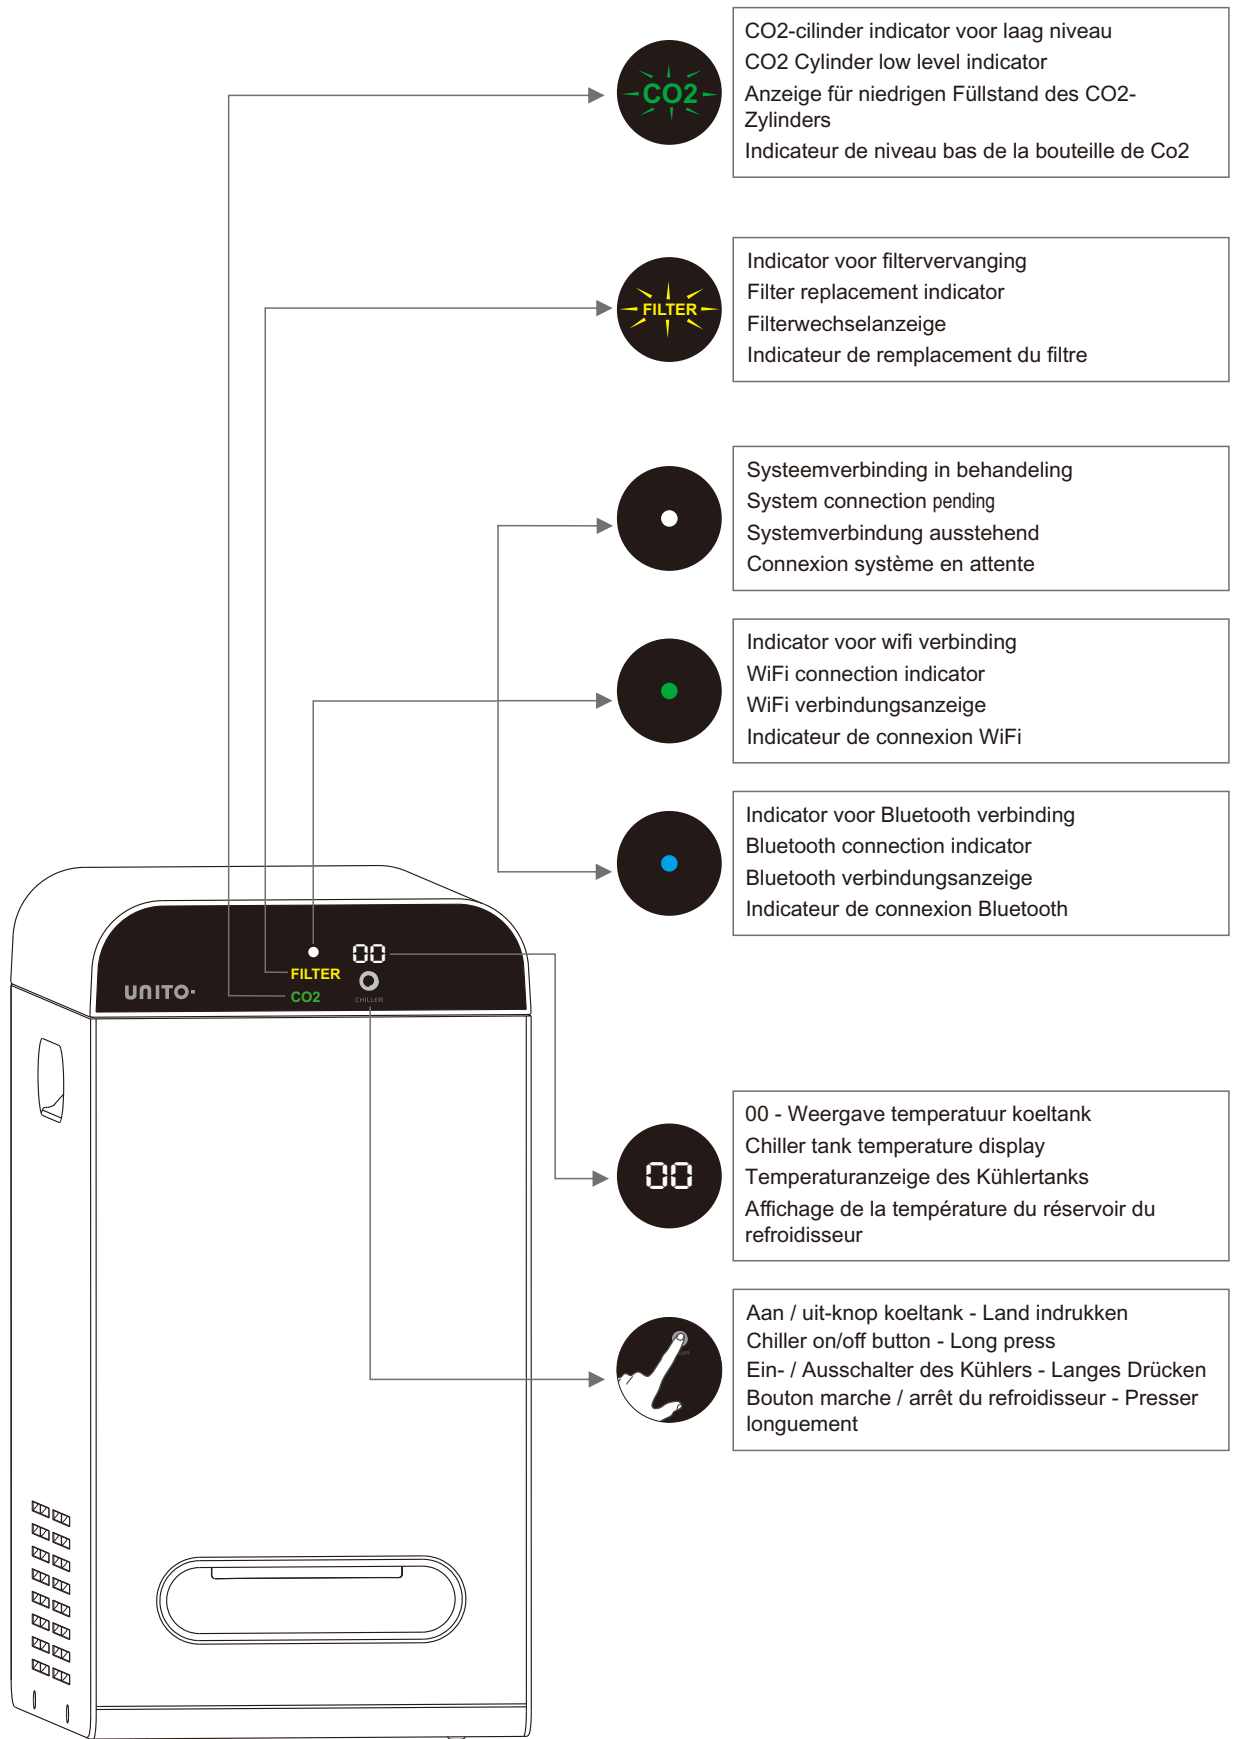 CO2
CO2-cilinder indicator voor laag niveau
CO2 Cylinder low level indicator
Anzeige für niedrigen Füllstand des CO2-
Zylinders
Indicateur de niveau bas de la bouteille de Co2
FILTER
Indicator voor filtervervanging
Filter replacement indicator
Filterwechselanzeige
Indicateur de remplacement du filtre
Systeemverbinding in behandeling
System connection pending
Systemverbindung ausstehend
Connexion système en attente
Indicator voor wifi verbinding
WiFi connection indicator
WiFi verbindungsanzeige
Indicateur de connexion WiFi
Indicator voor Bluetooth verbinding
Bluetooth connection indicator
Bluetooth verbindungsanzeige
Indicateur de connexion Bluetooth
00
FILTER
UNITO
CO2
CHILLER
00
00 - Weergave temperatuur koeltank
Chiller tank temperature display
Temperaturanzeige des Kühlertanks
Affichage de la température du réservoir du
refroidisseur
Aan / uit-knop koeltank - Land indrukken
Chiller on/off button - Long press
Ein- / Ausschalter des Kühlers - Langes Drücken
Bouton marche / arrêt du refroidisseur - Presser
longuement